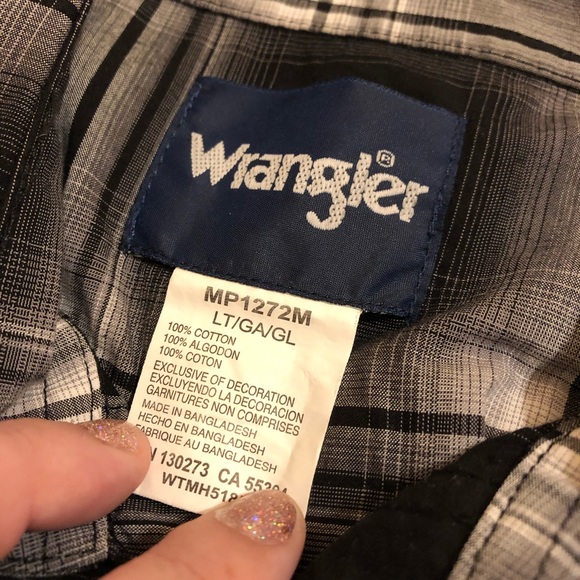 Wrangler®
MP1272M
LT/GA/GL
100% COTTON
100% ALGODON
100% COTON
EXCLUSIVE OF DECORATION
EXCLUYENDO LA DECORACION
GARNITURES NON COMPRISES
MADE IN BANGLADESH
HECHO EN BANGLADESH
FABRIQUE AU BANGLADESH
130273 CA